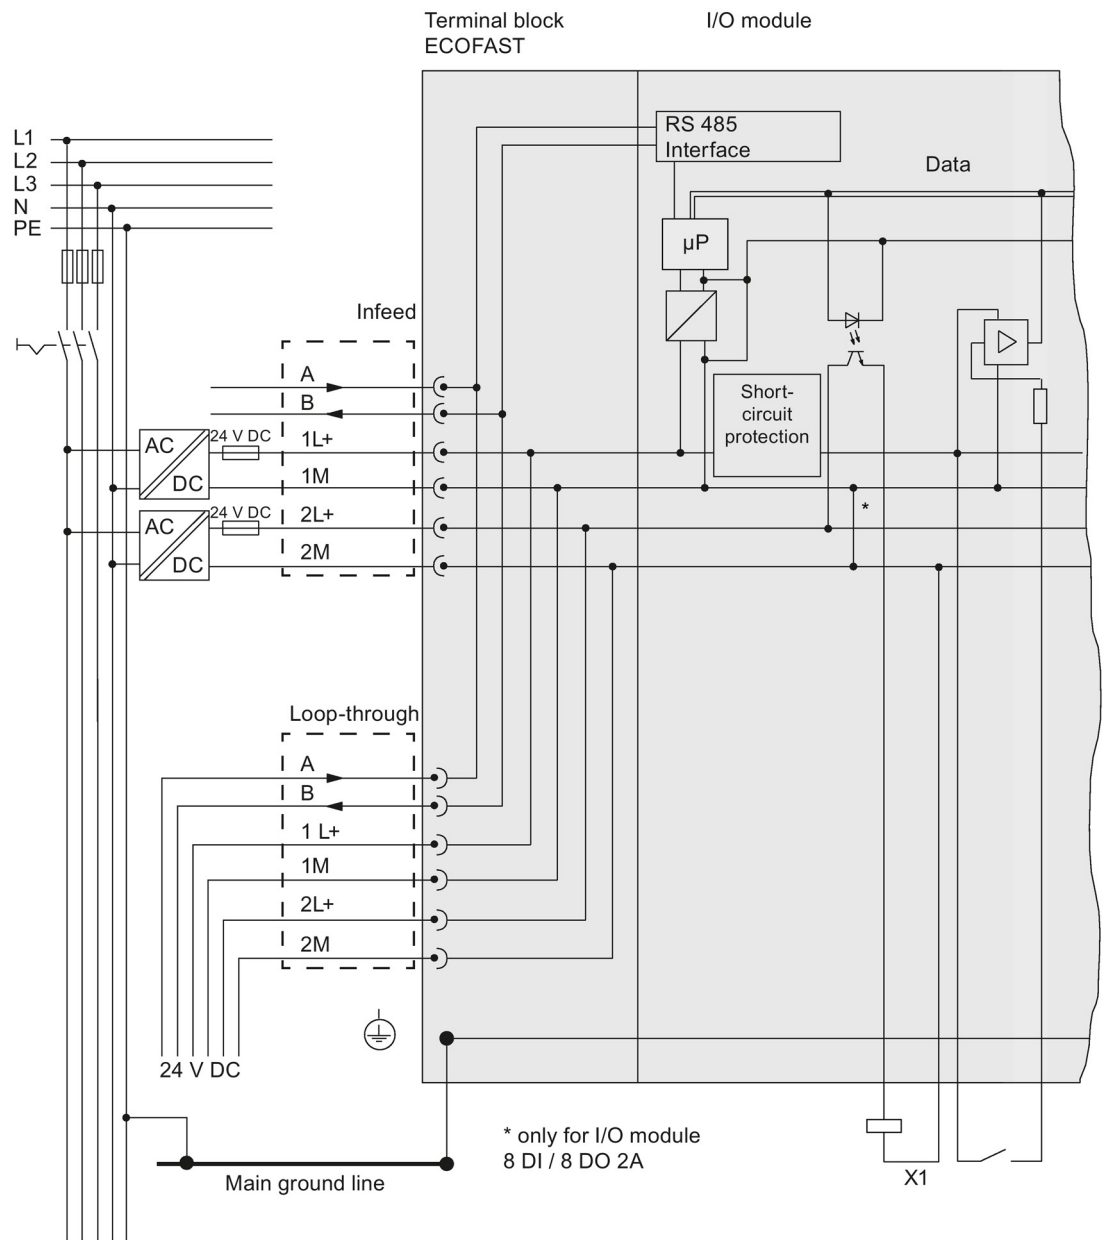 Terminal block
ECOFAST
I/O module
L1
L2
L3
N
PE
RS 485
Interface
Data
µP
Infeed
A
B
1L+
1M
2L+
2M
AC
DC
24 V DC
AC
DC
24 V DC
Short-
circuit
protection
*
Loop-through
A
B
1 L+
1M
2L+
2M
24 V DC
* only for I/O module
8 DI / 8 DO 2A
Main ground line
X1